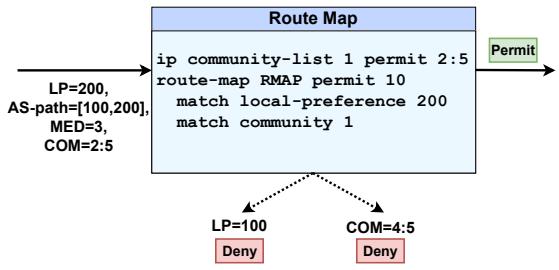 Route Map
ip community-list 1 permit 2:5
route-map RMAP permit 10
match local-preference 200
match community 1
LP=200,
AS-path=[100,200],
MED=3,
COM=2:5
Permit
LP=100
COM=4:5
Deny
Deny